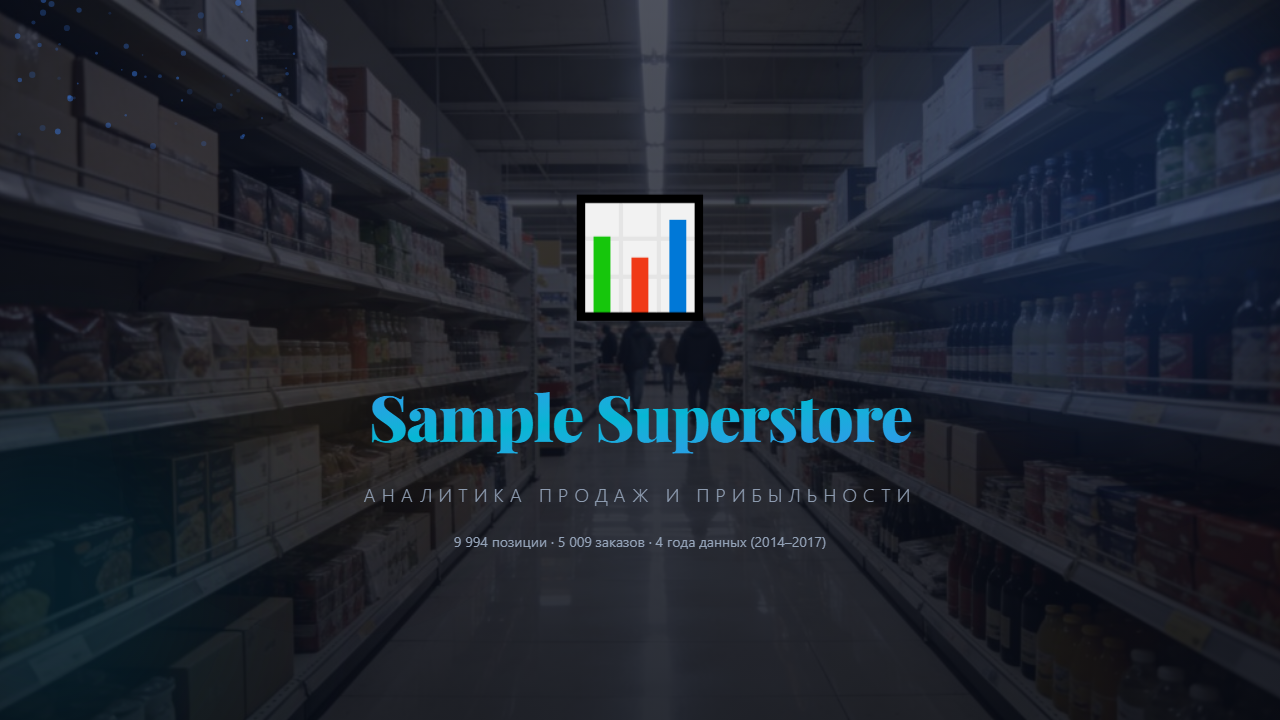 Sample Superstore
АНАЛИТИКА ПРОДАЖ И ПРИБЫЛЬНОСТИ
9 994 позиции · 5 009 заказов · 4 года данных (2014–2017)